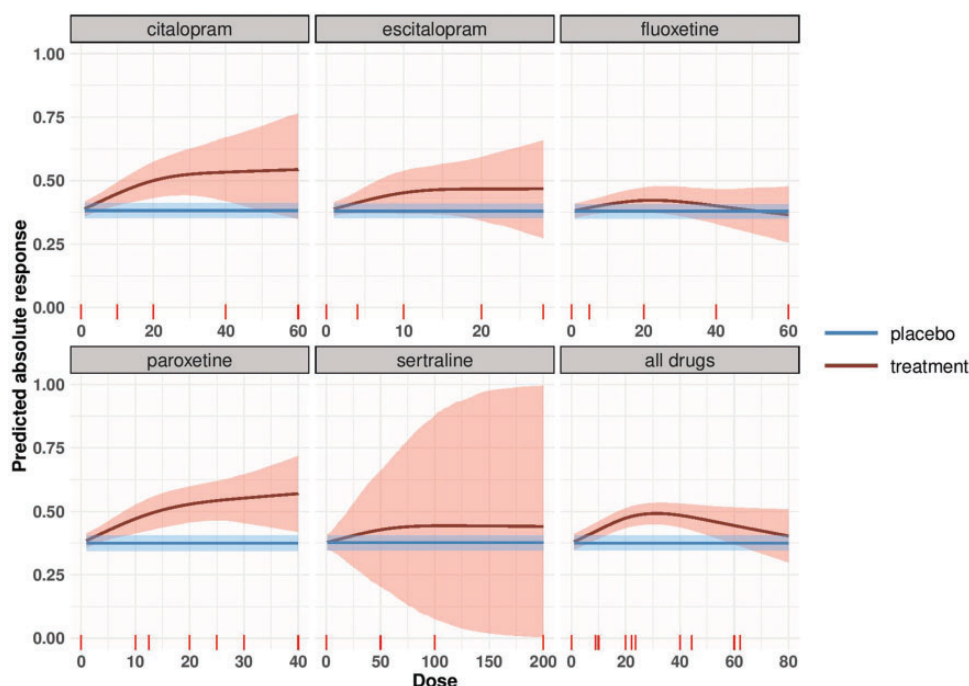 citalopram escitalopram fluoxetine
1.00
0.75
0.50
0.25
0.00
0 20 40 60 0 10 20 0 20 40 60
paroxetine sertraline all drugs
1.00
0.75
0.50
0.25
0.00
0 10 20 30 40 0 50 100 150 200 0 20 40 60 80
Dose
Predicted absolute response
placebo
treatment